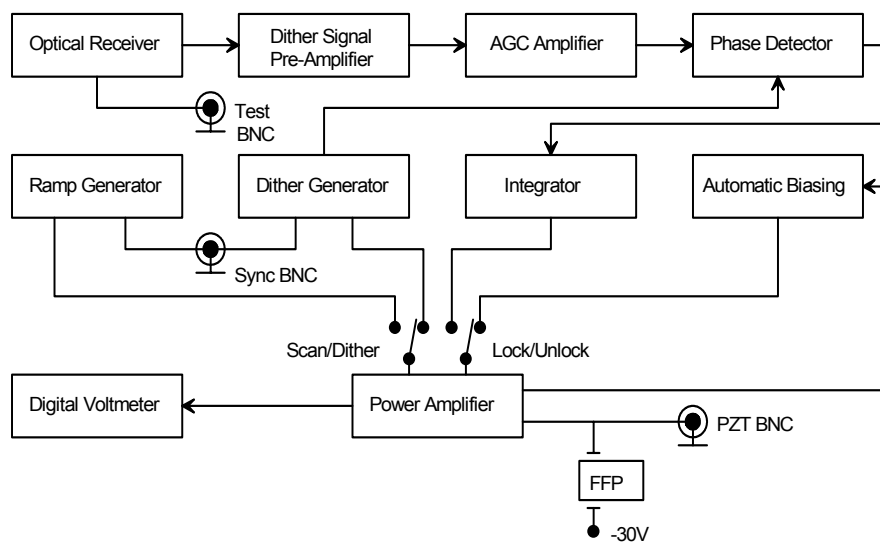 Optical Receiver
Dither Signal
Pre-Amplifier
AGC Amplifier
Phase Detector
Test
BNC
Ramp Generator
Dither Generator
Integrator
Automatic Biasing
Sync BNC
Scan/Dither
Lock/Unlock
Digital Voltmeter
Power Amplifier
PZT BNC
FFP
-30V